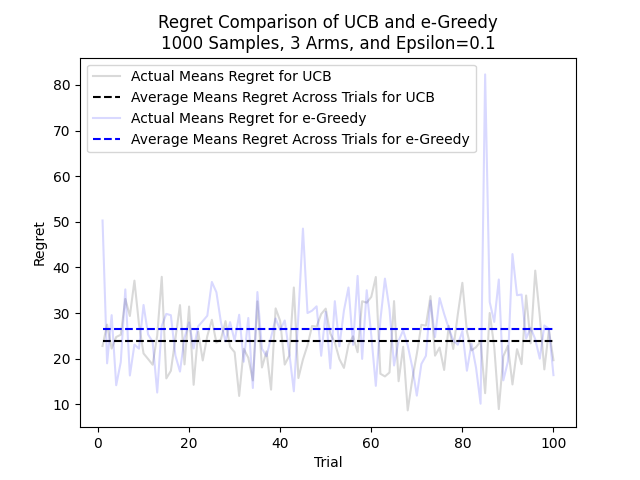 Regret Comparison of UCB and e-Greedy
1000 Samples, 3 Arms, and Epsilon=0.1
Actual Means Regret for UCB
Average Means Regret Across Trials for UCB
Actual Means Regret for e-Greedy
Average Means Regret Across Trials for e-Greedy
Regret
80
70
60
50
40
30
20
10
0
20
40
60
80
100
Trial